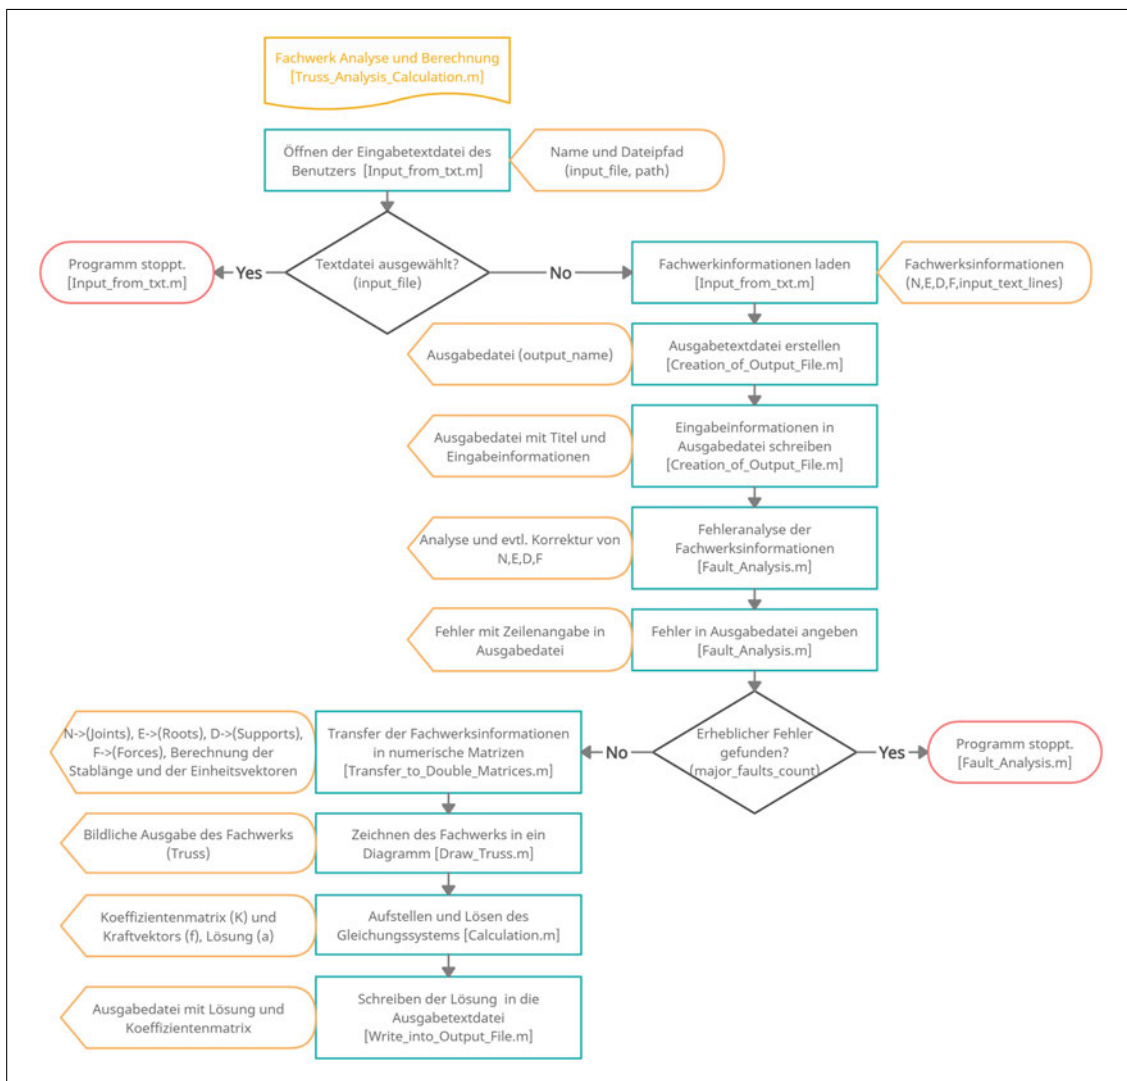 Fachwerk Analyse und Berechnung
[Truss_Analysis_Calculation.m]
Öffnen der Eingabetextdatei des
Benutzers [Input_from_txt.m]
Name und Dateipfad
(input_file, path)
Programm stoppt.
[Input_from_txt.m]
Yes
Textdatei ausgewählt?
(input_file)
No
Fachwerkinformationen laden
[Input_from_txt.m]
Fachwerksinformationen
(N,E,D,F,input_text_lines)
Ausgabedatei (output_name)
Ausgabetextdatei erstellen
[Creation_of_Output_File.m]
Ausgabedatei mit Titel und
Eingabeinformationen
Eingabeinformationen in
Ausgabedatei schreiben
[Creation_of_Output_File.m]
Analyse und evtl. Korrektur von
N,E,D,F
Fehleranalyse der
Fachwerksinformationen
[Fault_Analysis.m]
Fehler mit Zeilenangabe in
Ausgabedatei
Fehler in Ausgabedatei angeben
[Fault_Analysis.m]
N->(Joints), E->(Roots), D->(Supports),
F->(Forces), Berechnung der
Stablänge und der Einheitsvektoren
Transfer der Fachwerksinformationen
in numerische Matrizen
[Transfer_to_Double_Matrices.m]
No
Erheblicher Fehler
gefunden?
(major_faults_count)
Yes
Programm stoppt.
[Fault_Analysis.m]
Bildliche Ausgabe des Fachwerks
(Truss)
Zeichnen des Fachwerks in ein
Diagramm [Draw_Truss.m]
Koeffizientenmatrix (K) und
Kraftvektors (f), Lösung (a)
Aufstellen und Lösen des
Gleichungssystems [Calculation.m]
Ausgabedatei mit Lösung und
Koeffizientenmatrix
Schreiben der Lösung in die
Ausgabetextdatei
[Write_into_Output_File.m]